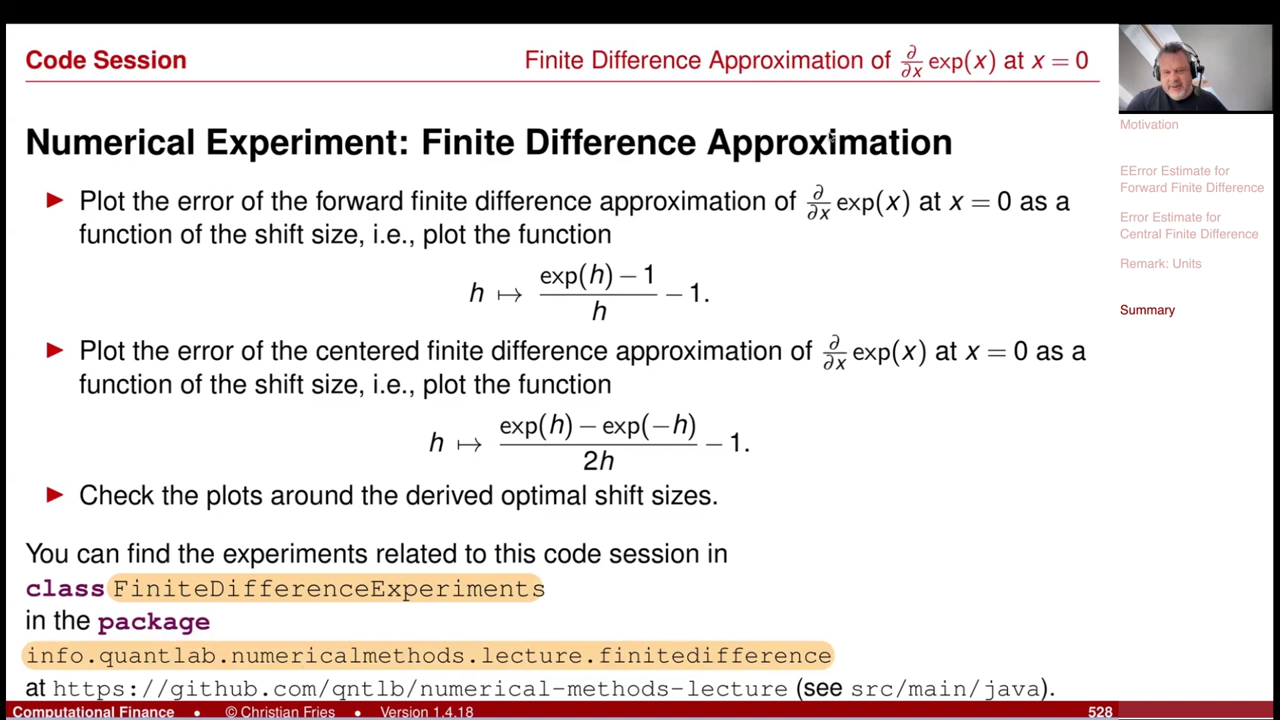 Code Session
Finite Difference Approximation of ∂/∂x exp(x) at x = 0
Numerical Experiment: Finite Difference Approximation
► Plot the error of the forward finite difference approximation of ∂/∂x exp(x) at x = 0 as a
function of the shift size, i.e., plot the function
h ↦ (exp(h) − 1)/h − 1.
► Plot the error of the centered finite difference approximation of ∂/∂x exp(x) at x = 0 as a
function of the shift size, i.e., plot the function
h ↦ (exp(h) − exp(−h))/2h − 1.
► Check the plots around the derived optimal shift sizes.
You can find the experiments related to this code session in
class FiniteDifferenceExperiments
in the package
info.quantlab.numericalmethods.lecture.finitedifference
at https://github.com/qntlb/numerical-methods-lecture (see src/main/java).
Motivation
EError Estimate for
Forward Finite Difference
Error Estimate for
Central Finite Difference
Remark: Units
Summary
Computational Finance • © Christian Fries • Version 1.4.18
528